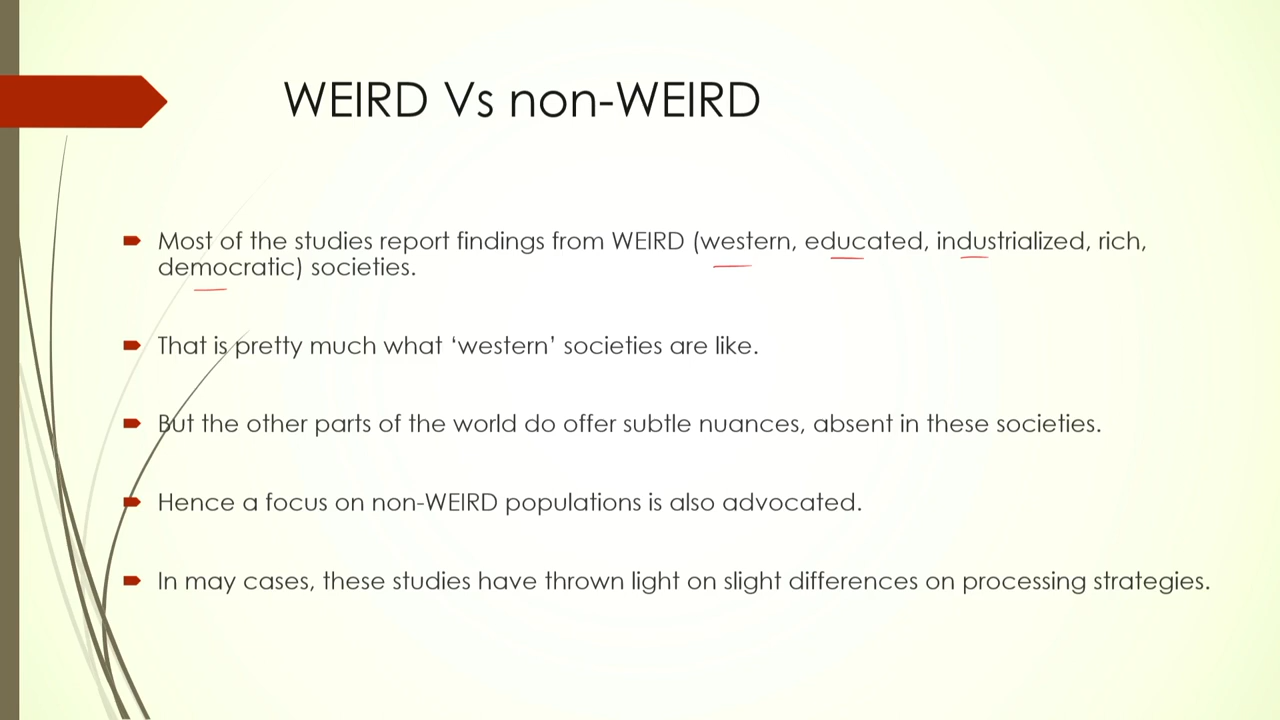 WEIRD Vs non-WEIRD
Most of the studies report findings from WEIRD (western, educated, industrialized, rich,
democratic) societies.
That is pretty much what ‘western’ societies are like.
But the other parts of the world do offer subtle nuances, absent in these societies.
Hence a focus on non-WEIRD populations is also advocated.
In may cases, these studies have thrown light on slight differences on processing strategies.